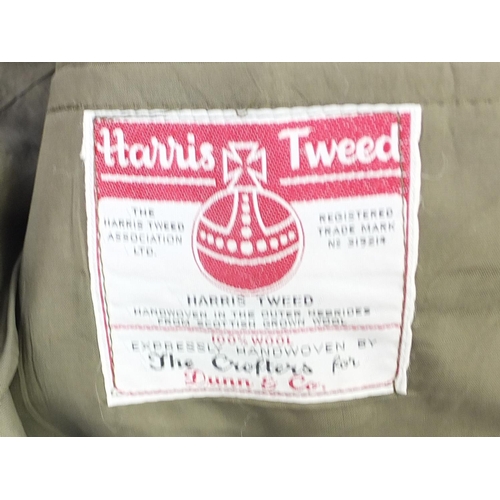 Harris Tweed
THE
HARRIS TWEED
ASSOCIATION
LTD.
REGISTERED
TRADE MARK
Nº 319214
HARRIS TWEED
HANDWOVEN IN THE OUTER HEBRIDES
FROM SCOTTISH GROWN WOOL
100% WOOL
EXPRESSLY HANDWOVEN BY
The Crofters for
Dunn & Co.